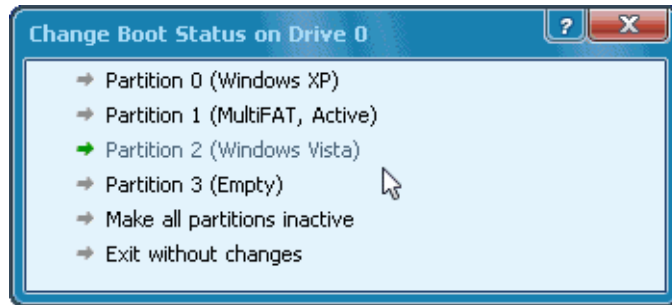 Change Boot Status on Drive 0
?
X
Partition 0 (Windows XP)
Partition 1 (MultiFAT, Active)
Partition 2 (Windows Vista)
Partition 3 (Empty)
Make all partitions inactive
Exit without changes